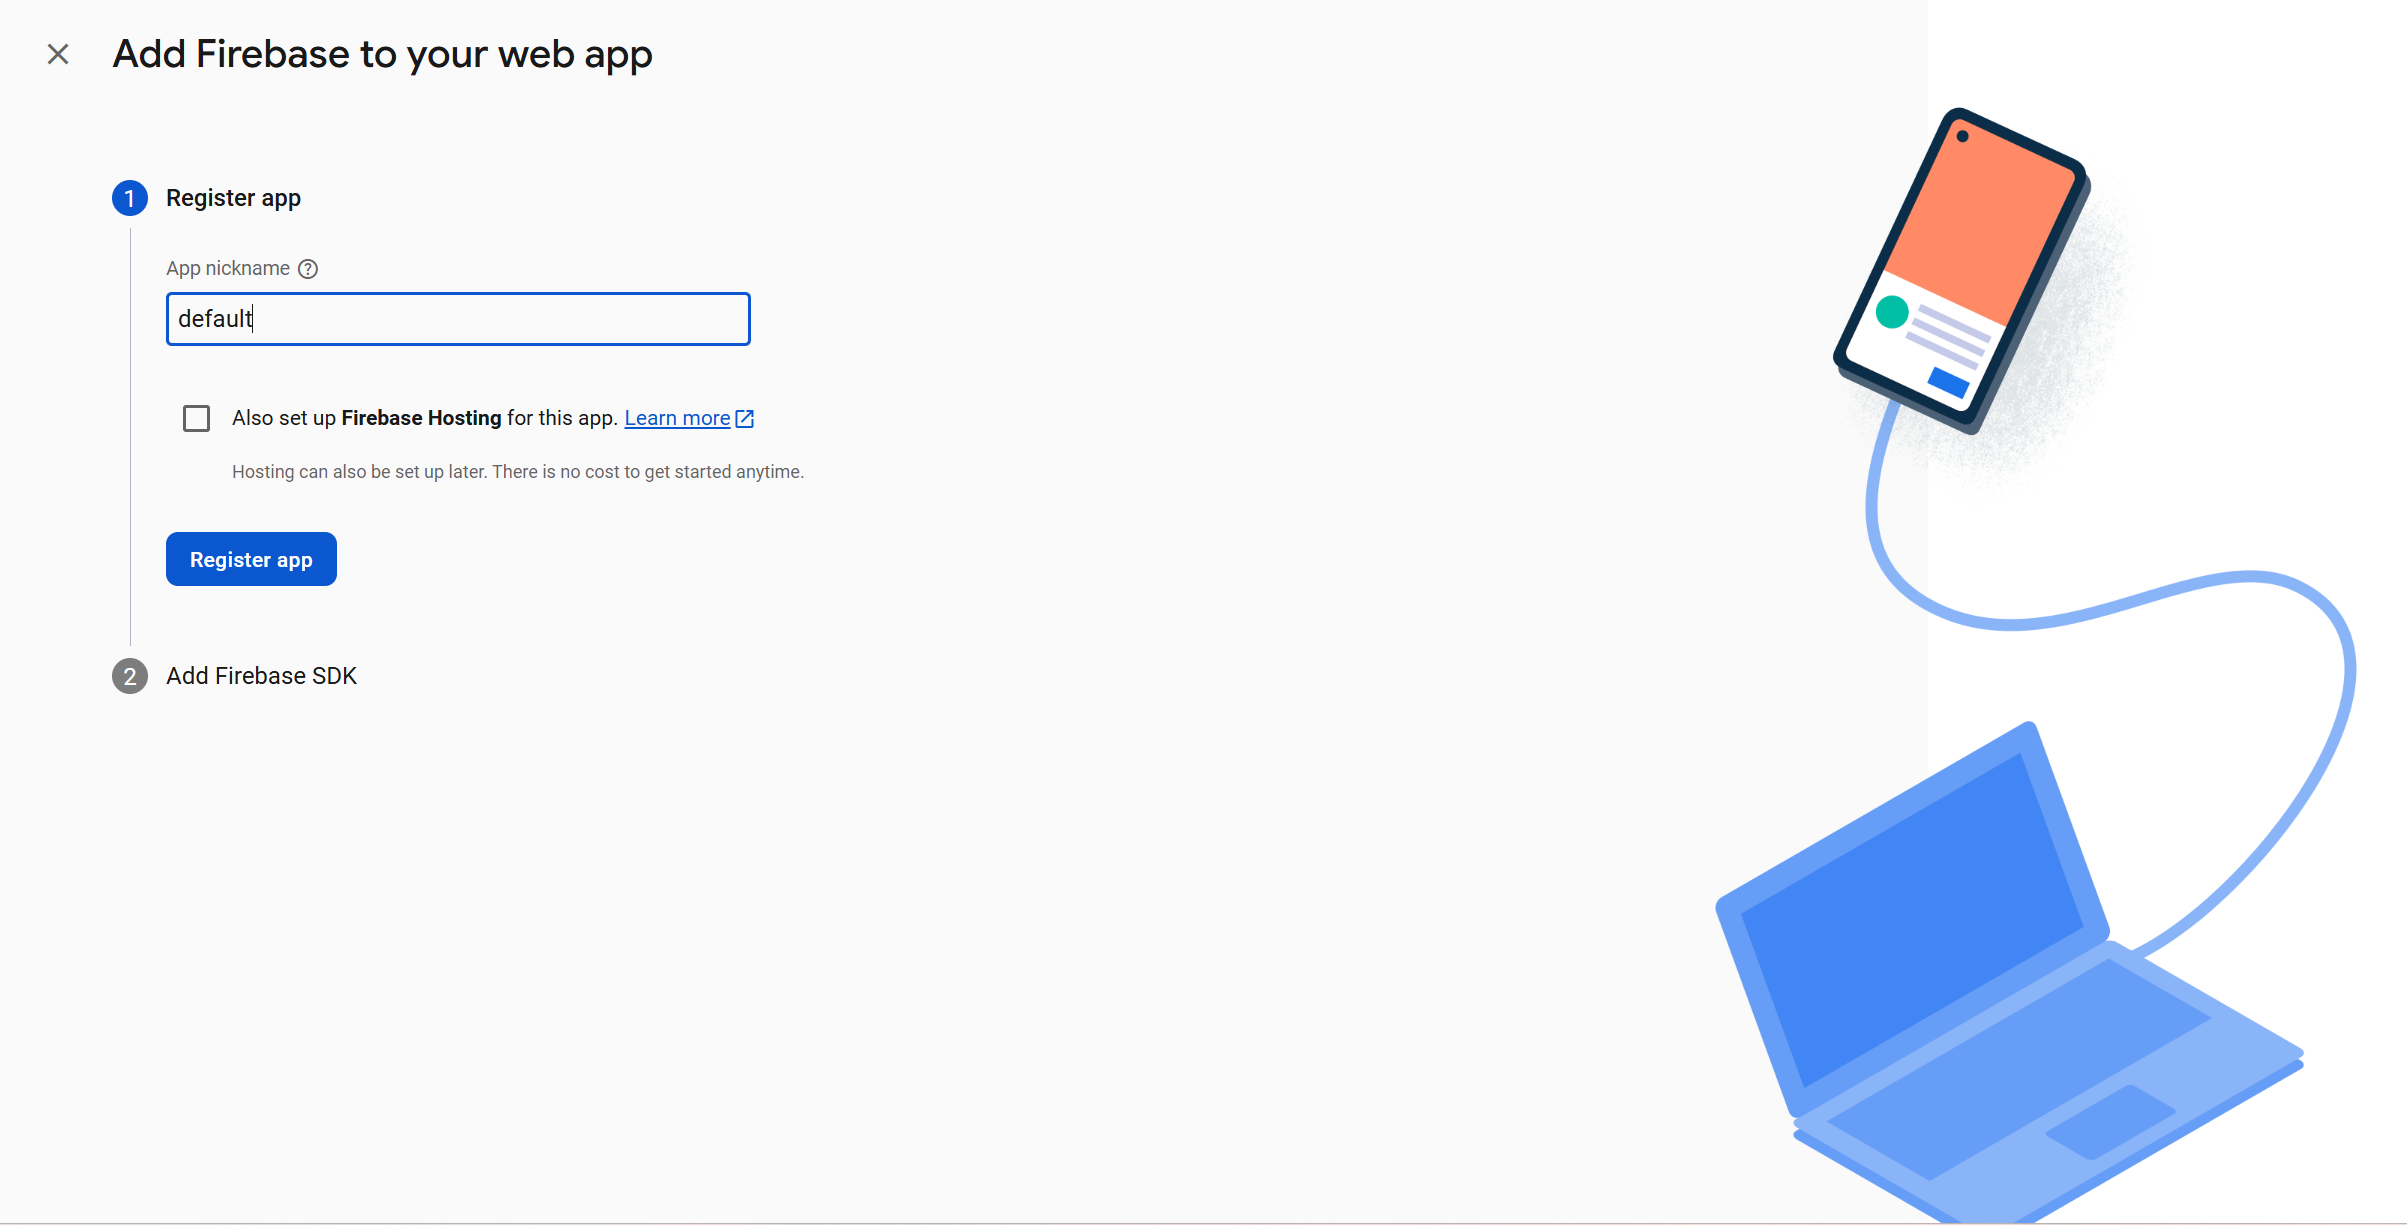 Add Firebase to your web app
1 Register app
App nickname
default
Also set up Firebase Hosting for this app. Learn more
Hosting can also be set up later. There is no cost to get started anytime.
Register app
2 Add Firebase SDK